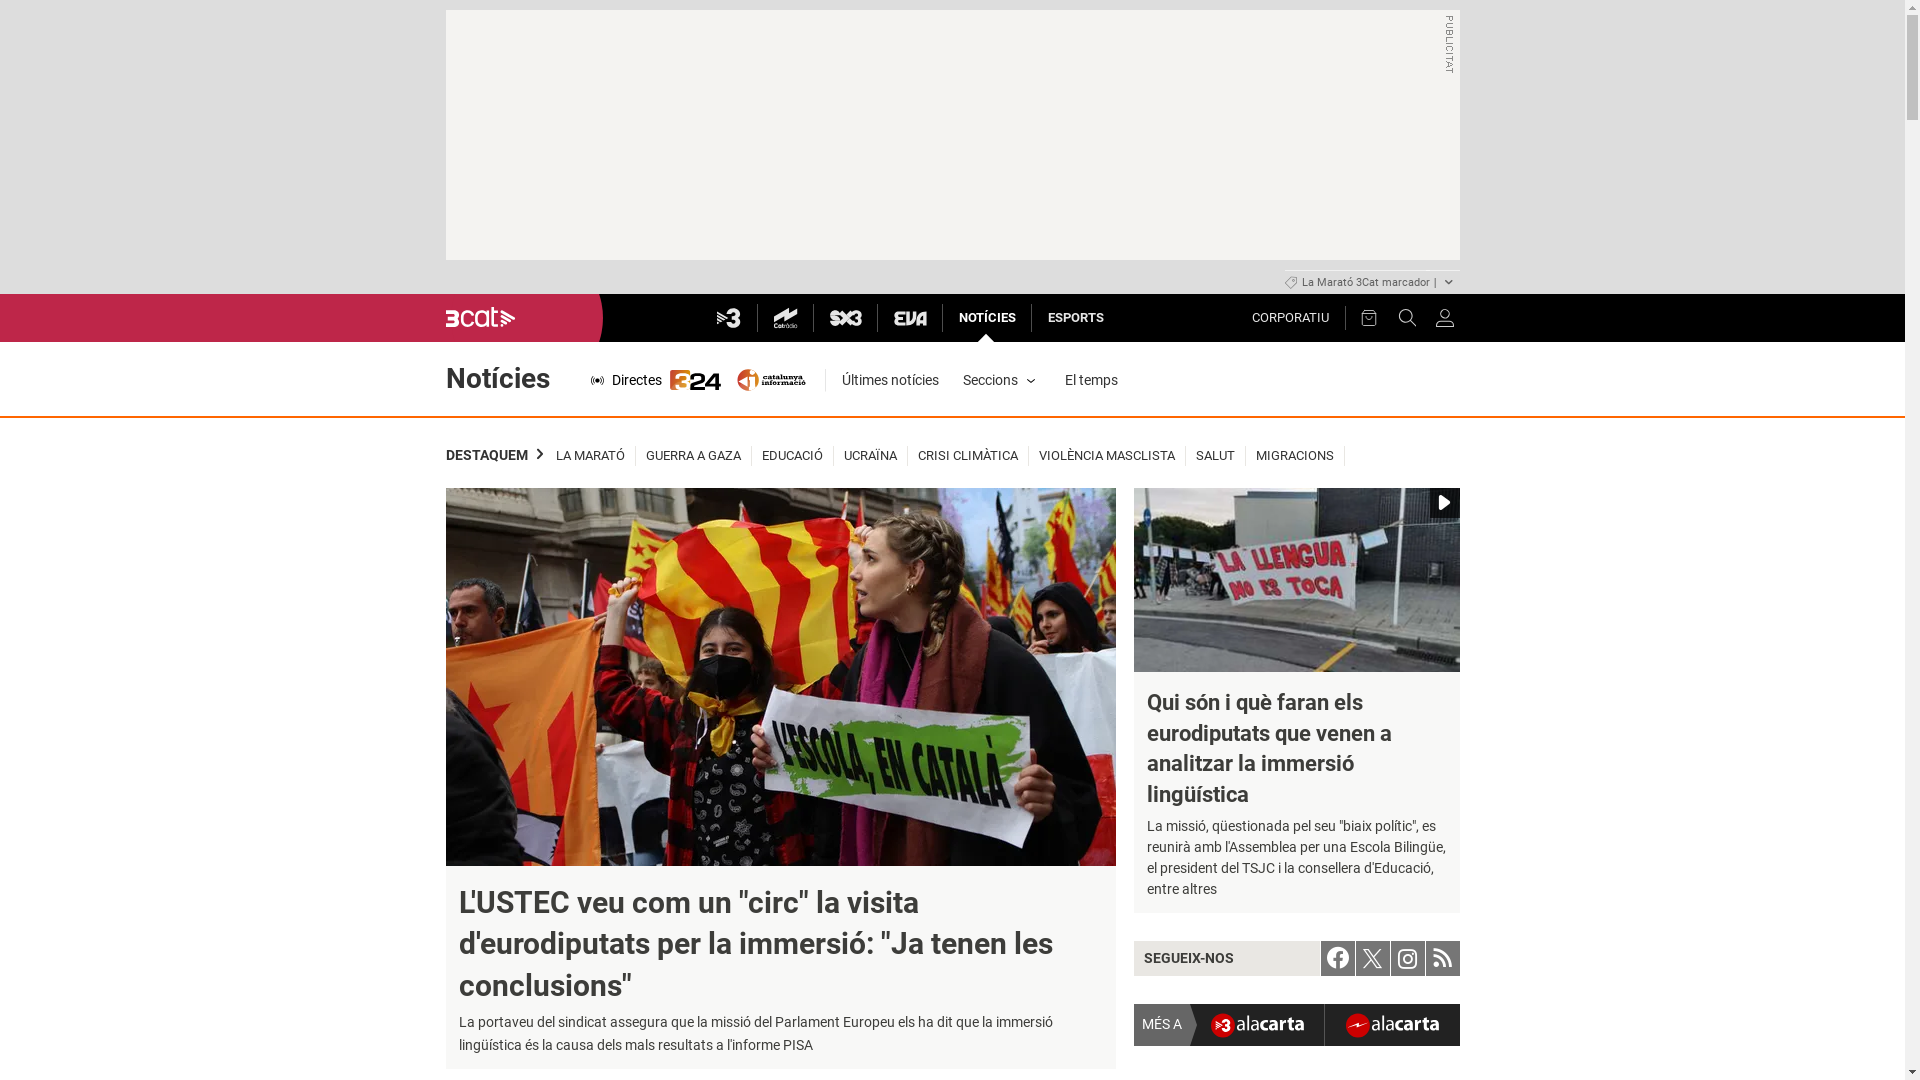 PUBLICITAT
La Marató 3Cat marcador |
3cat
3
Catràdio
SX3
EVA
NOTÍCIES
ESPORTS
CORPORATIU
Notícies
Directes
324
catalunya
informació
Últimes notícies
Seccions
El temps
DESTAQUEM
LA MARATÓ
GUERRA A GAZA
EDUCACIÓ
UCRAÏNA
CRISI CLIMÀTICA
VIOLÈNCIA MASCLISTA
SALUT
MIGRACIONS
L'ESCOLA, EN CATALÀ
L'USTEC veu com un "circ" la visita
d'eurodiputats per la immersió: "Ja tenen les
conclusions"
La portaveu del sindicat assegura que la missió del Parlament Europeu els ha dit que la immersió
lingüística és la causa dels mals resultats a l'informe PISA
LA LLENGUA
NO ES TOCA
Qui són i què faran els
eurodiputats que venen a
analitzar la immersió
lingüística
La missió, qüestionada pel seu "biaix polític", es
reunirà amb l'Assemblea per una Escola Bilingüe,
el president del TSJC i la consellera d'Educació,
entre altres
SEGUEIX-NOS
MÉS A
3 alacarta
alacarta